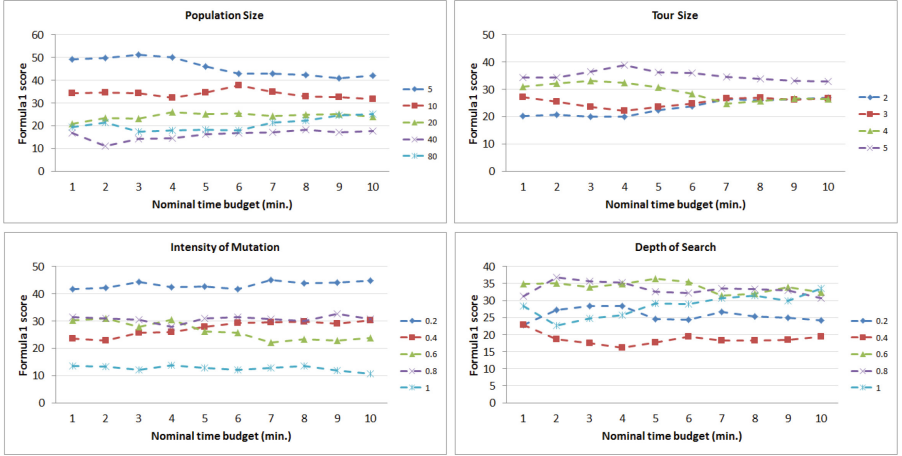 Population Size
Formula 1 score
60
50
40
30
20
10
0
1 2 3 4 5 6 7 8 9 10
Nominal time budget (min.)
5
10
20
40
80
Tour Size
Formula 1 score
50
40
30
20
10
0
1 2 3 4 5 6 7 8 9 10
Nominal time budget (min.)
2
3
4
5
Intensity of Mutation
Formula 1 score
50
40
30
20
10
0
1 2 3 4 5 6 7 8 9 10
Nominal time budget (min.)
0.2
0.4
0.6
0.8
1
Depth of Search
Formula 1 score
40
35
30
25
20
15
10
5
0
1 2 3 4 5 6 7 8 9 10
Nominal time budget (min.)
0.2
0.4
0.6
0.8
1